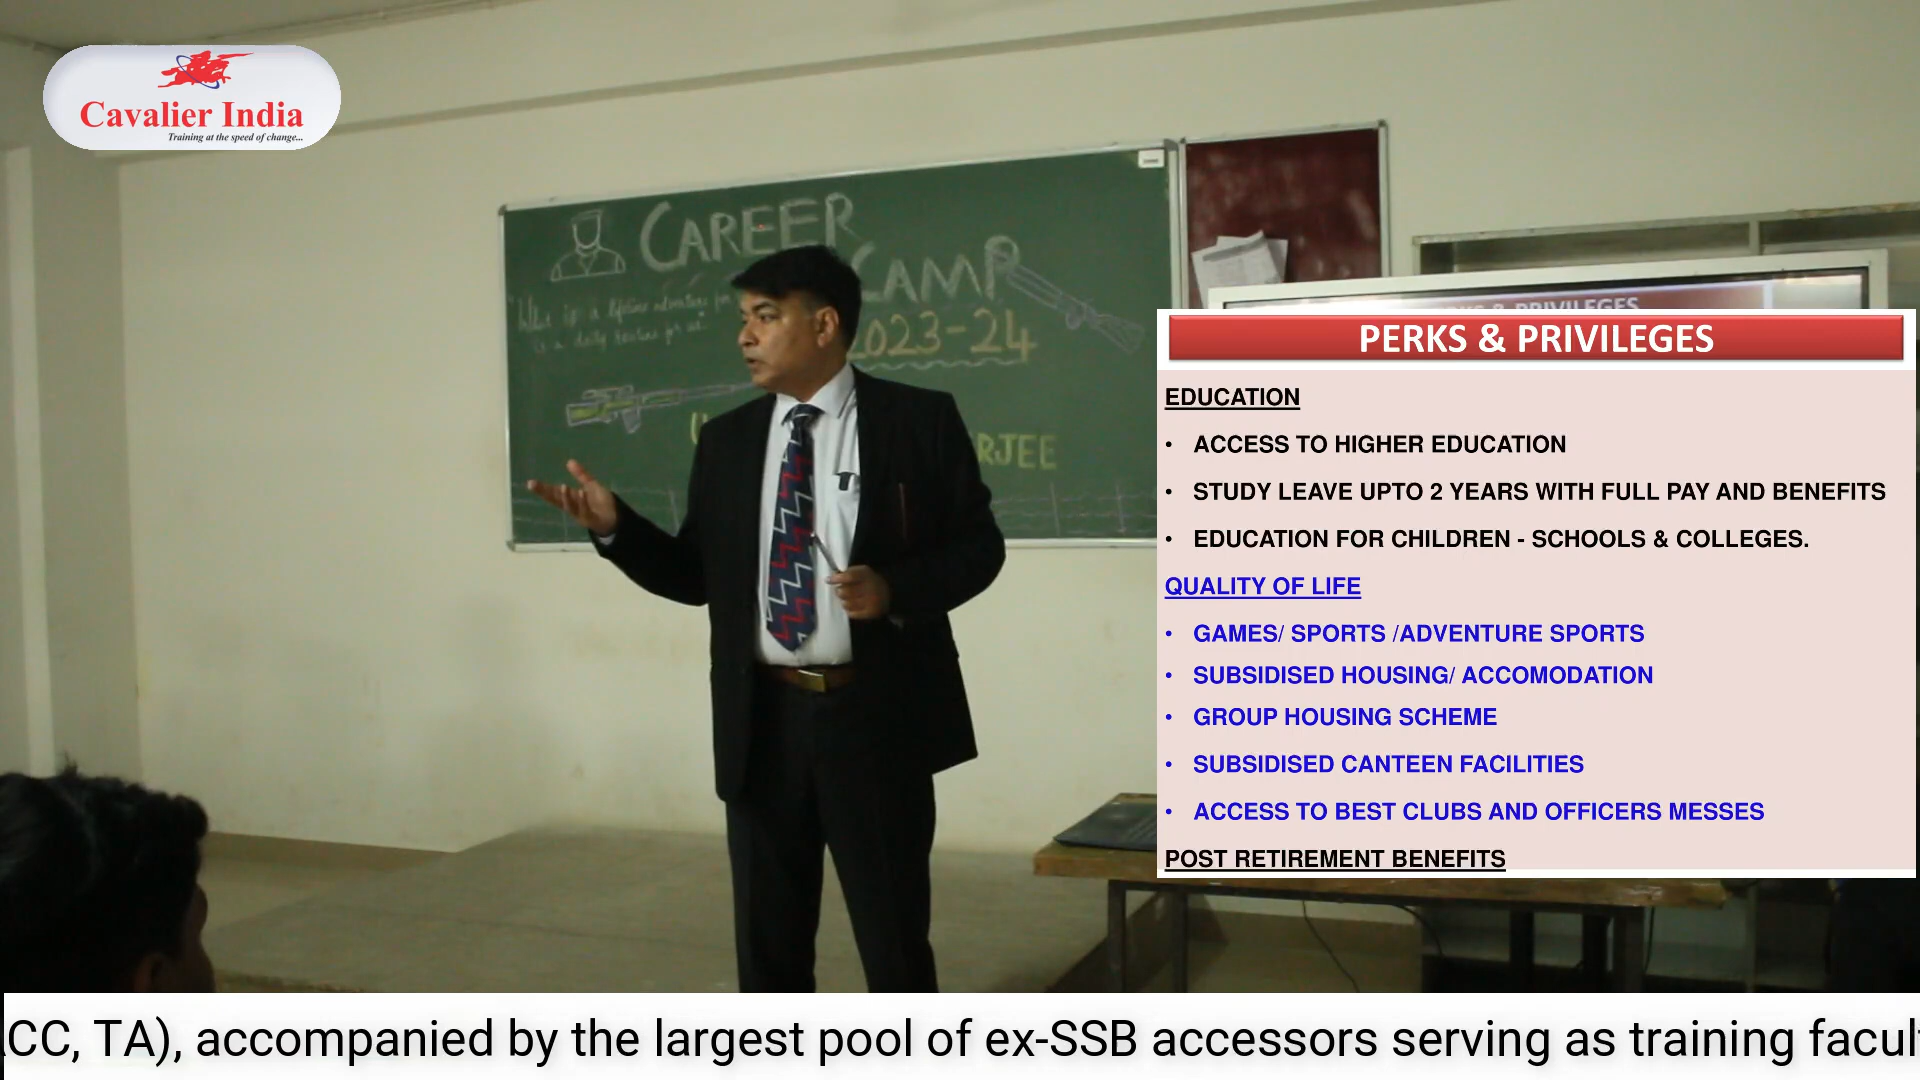 Cavalier India
Training at the speed of change...
CAREER
CAMP
2023-24
RJEE
PERKS & PRIVILEGES
EDUCATION
• ACCESS TO HIGHER EDUCATION
• STUDY LEAVE UPTO 2 YEARS WITH FULL PAY AND BENEFITS
• EDUCATION FOR CHILDREN - SCHOOLS & COLLEGES.
QUALITY OF LIFE
• GAMES/ SPORTS /ADVENTURE SPORTS
• SUBSIDISED HOUSING/ ACCOMODATION
• GROUP HOUSING SCHEME
• SUBSIDISED CANTEEN FACILITIES
• ACCESS TO BEST CLUBS AND OFFICERS MESSES
POST RETIREMENT BENEFITS
CC, TA), accompanied by the largest pool of ex-SSB accessors serving as training facul